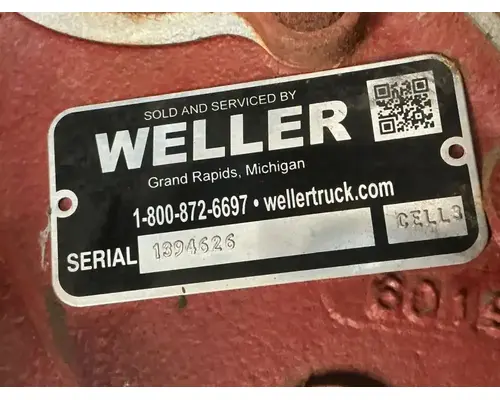 SOLD AND SERVICED BY
WELLER
Grand Rapids, Michigan
1-800-872-6697 • wellertruck.com
SERIAL 1394626 CELL3